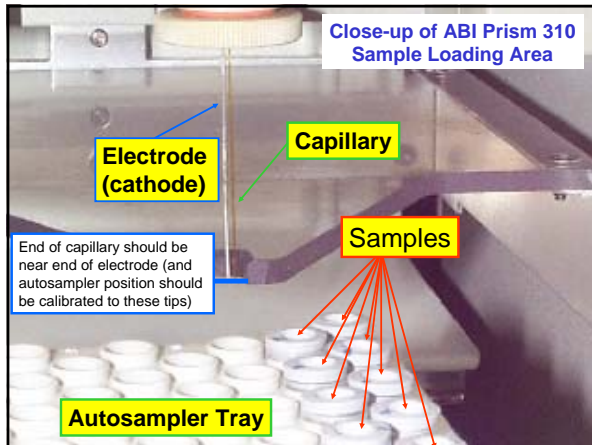 Close-up of ABI Prism 310
Sample Loading Area
Electrode
(cathode)
Capillary
End of capillary should be
near end of electrode (and
autosampler position should
be calibrated to these tips)
Samples
Autosampler Tray